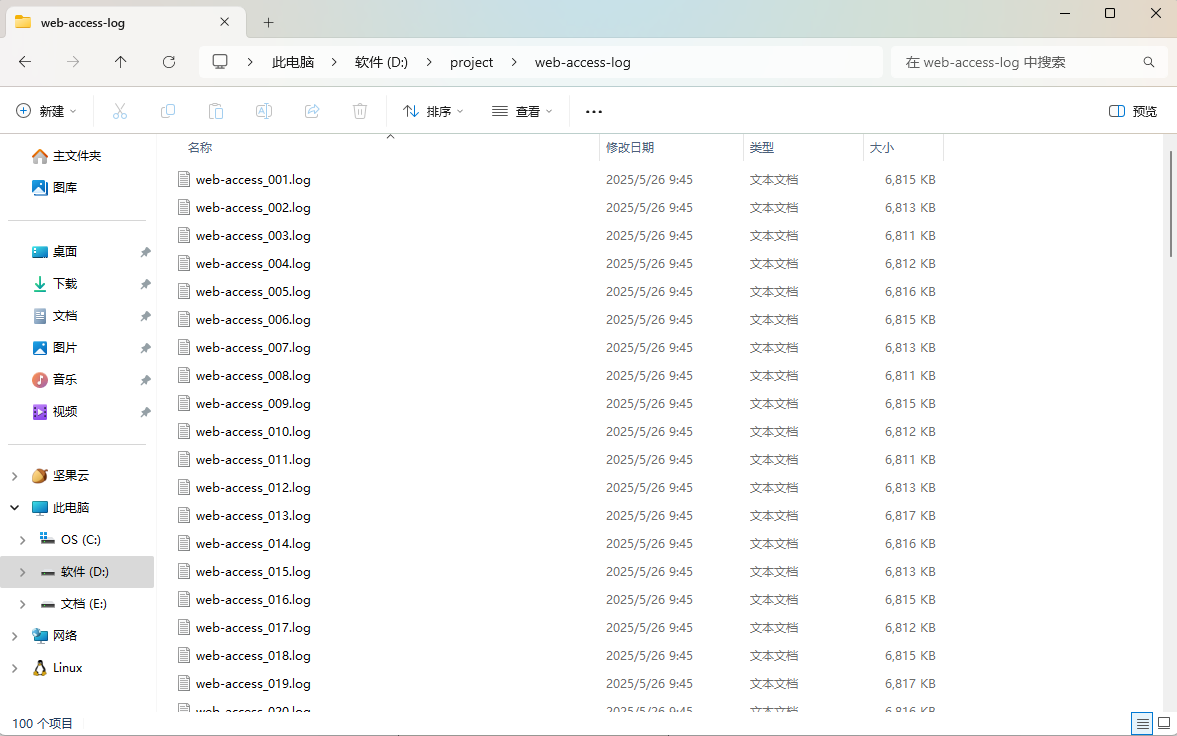 web-access-log
此电脑 软件 (D:) project web-access-log
在 web-access-log 中搜索
新建 排序 查看 预览
主文件夹
图库
桌面
下载
文档
图片
音乐
视频
坚果云
此电脑
OS (C:)
软件 (D:)
文档 (E:)
网络
Linux
名称 修改日期 类型 大小
web-access_001.log 2025/5/26 9:45 文本文档 6,815 KB
web-access_002.log 2025/5/26 9:45 文本文档 6,813 KB
web-access_003.log 2025/5/26 9:45 文本文档 6,811 KB
web-access_004.log 2025/5/26 9:45 文本文档 6,812 KB
web-access_005.log 2025/5/26 9:45 文本文档 6,816 KB
web-access_006.log 2025/5/26 9:45 文本文档 6,815 KB
web-access_007.log 2025/5/26 9:45 文本文档 6,813 KB
web-access_008.log 2025/5/26 9:45 文本文档 6,811 KB
web-access_009.log 2025/5/26 9:45 文本文档 6,815 KB
web-access_010.log 2025/5/26 9:45 文本文档 6,812 KB
web-access_011.log 2025/5/26 9:45 文本文档 6,811 KB
web-access_012.log 2025/5/26 9:45 文本文档 6,813 KB
web-access_013.log 2025/5/26 9:45 文本文档 6,817 KB
web-access_014.log 2025/5/26 9:45 文本文档 6,816 KB
web-access_015.log 2025/5/26 9:45 文本文档 6,813 KB
web-access_016.log 2025/5/26 9:45 文本文档 6,815 KB
web-access_017.log 2025/5/26 9:45 文本文档 6,812 KB
web-access_018.log 2025/5/26 9:45 文本文档 6,815 KB
web-access_019.log 2025/5/26 9:45 文本文档 6,817 KB
web-access_020.log 2025/5/26 9:45 文本文档 6,816 KB
100 个项目